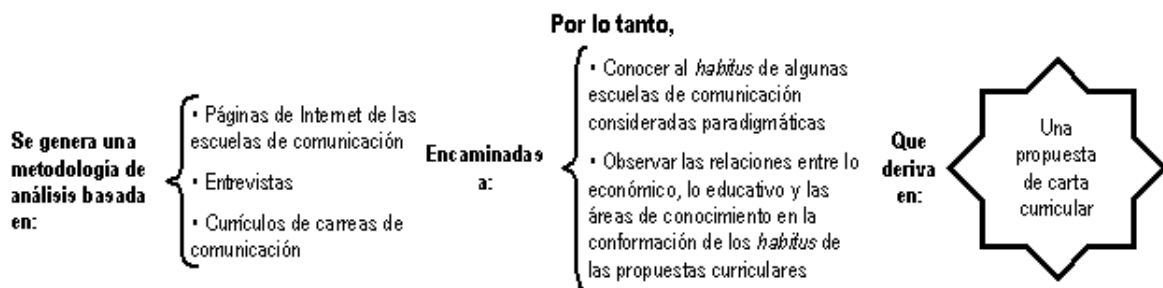 Por lo tanto,
Se genera una
metodología de
análisis basada
en:
• Páginas de Internet de las
escuelas de comunicación
• Entrevistas
• Currículos de carreas de
comunicación
Encaminadas
a:
• Conocer al habitus de algunas
escuelas de comunicación
consideradas paradigmáticas
• Observar las relaciones entre lo
económico, lo educativo y las
áreas de conocimiento en la
conformación de los habitus de
las propuestas curriculares
Que
deriva
en:
Una
propuesta
de carta
curricular